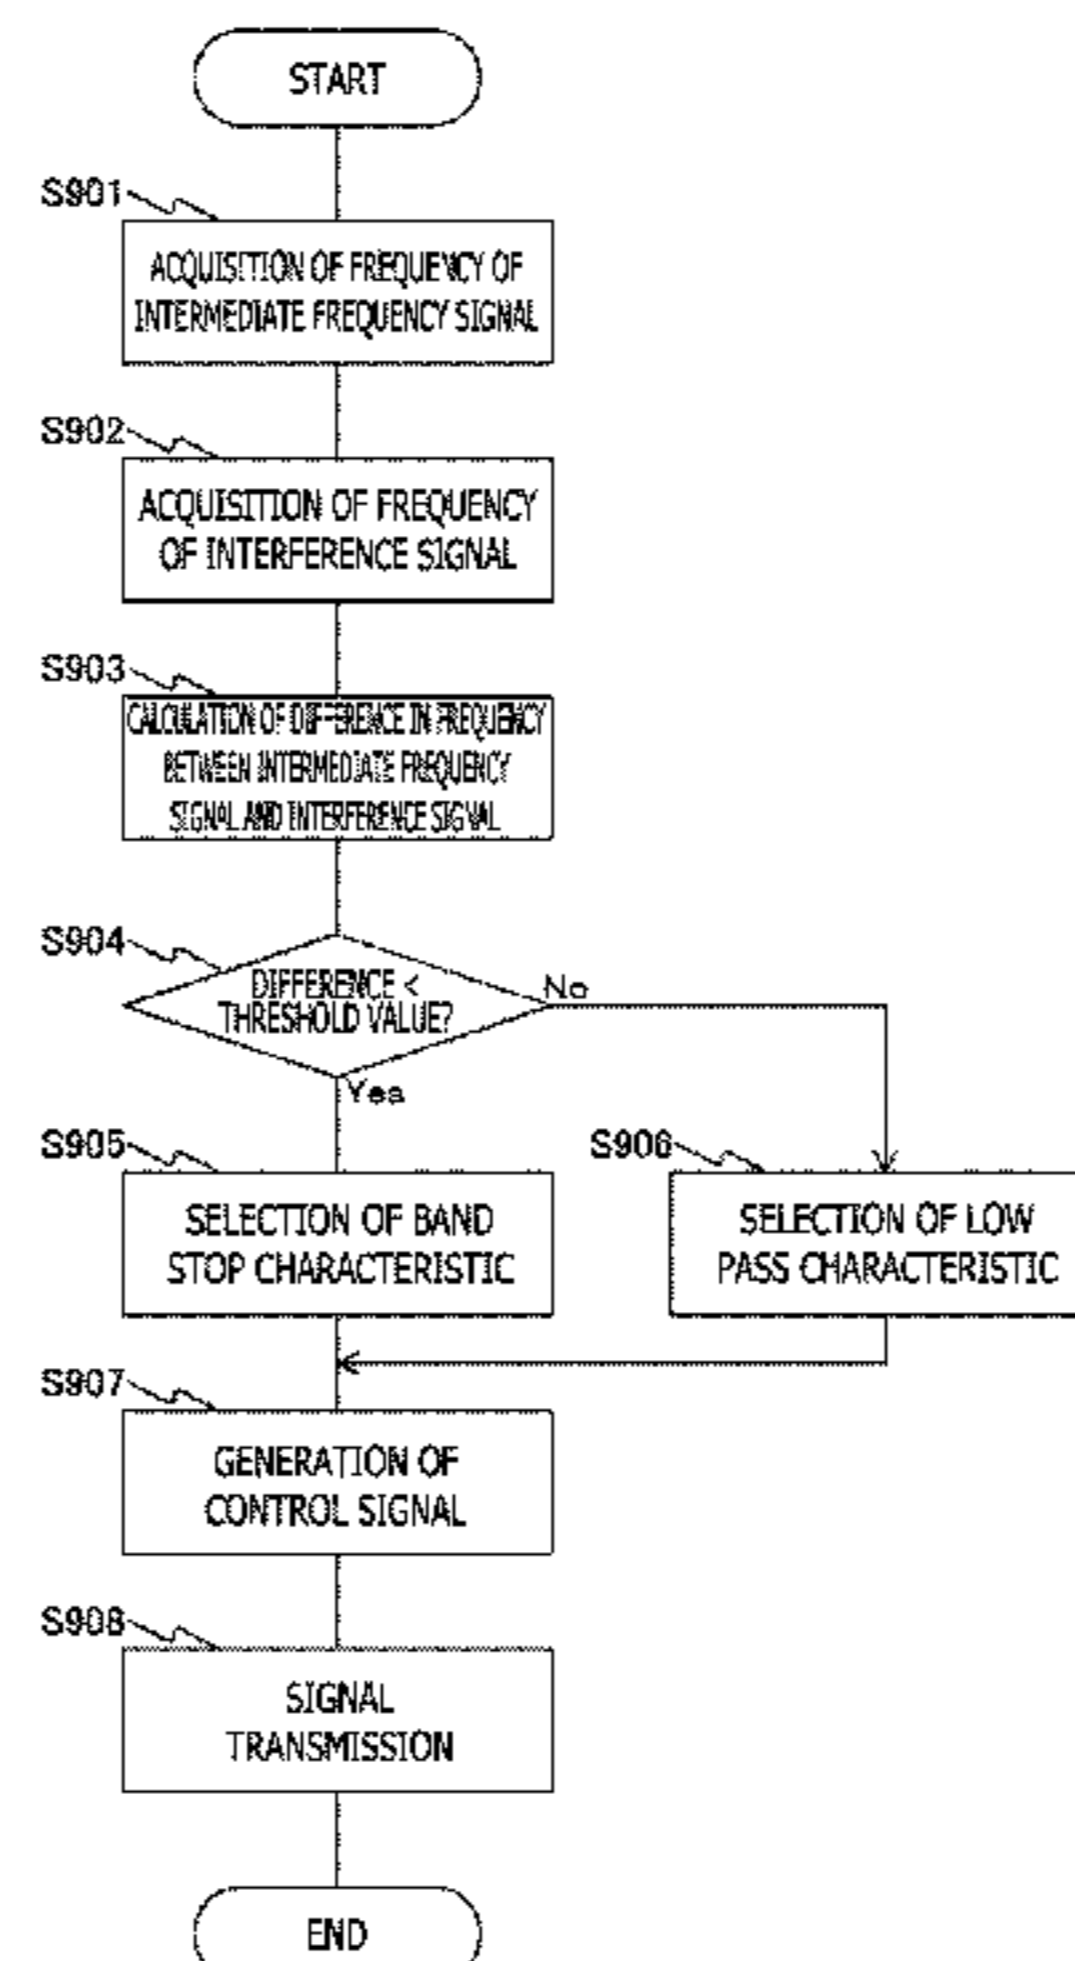 START
S901
ACQUISITION OF FREQUENCY OF
INTERMEDIATE FREQUENCY SIGNAL
S902
ACQUISITION OF FREQUENCY
OF INTERFERENCE SIGNAL
S903
CALCULATION OF DIFFERENCE IN FREQUENCY
BETWEEN INTERMEDIATE FREQUENCY
SIGNAL AND INTERFERENCE SIGNAL
S904
DIFFERENCE <
THRESHOLD VALUE?
No
Yes
S905
SELECTION OF BAND
STOP CHARACTERISTIC
S906
SELECTION OF LOW
PASS CHARACTERISTIC
S907
GENERATION OF
CONTROL SIGNAL
S908
SIGNAL
TRANSMISSION
END